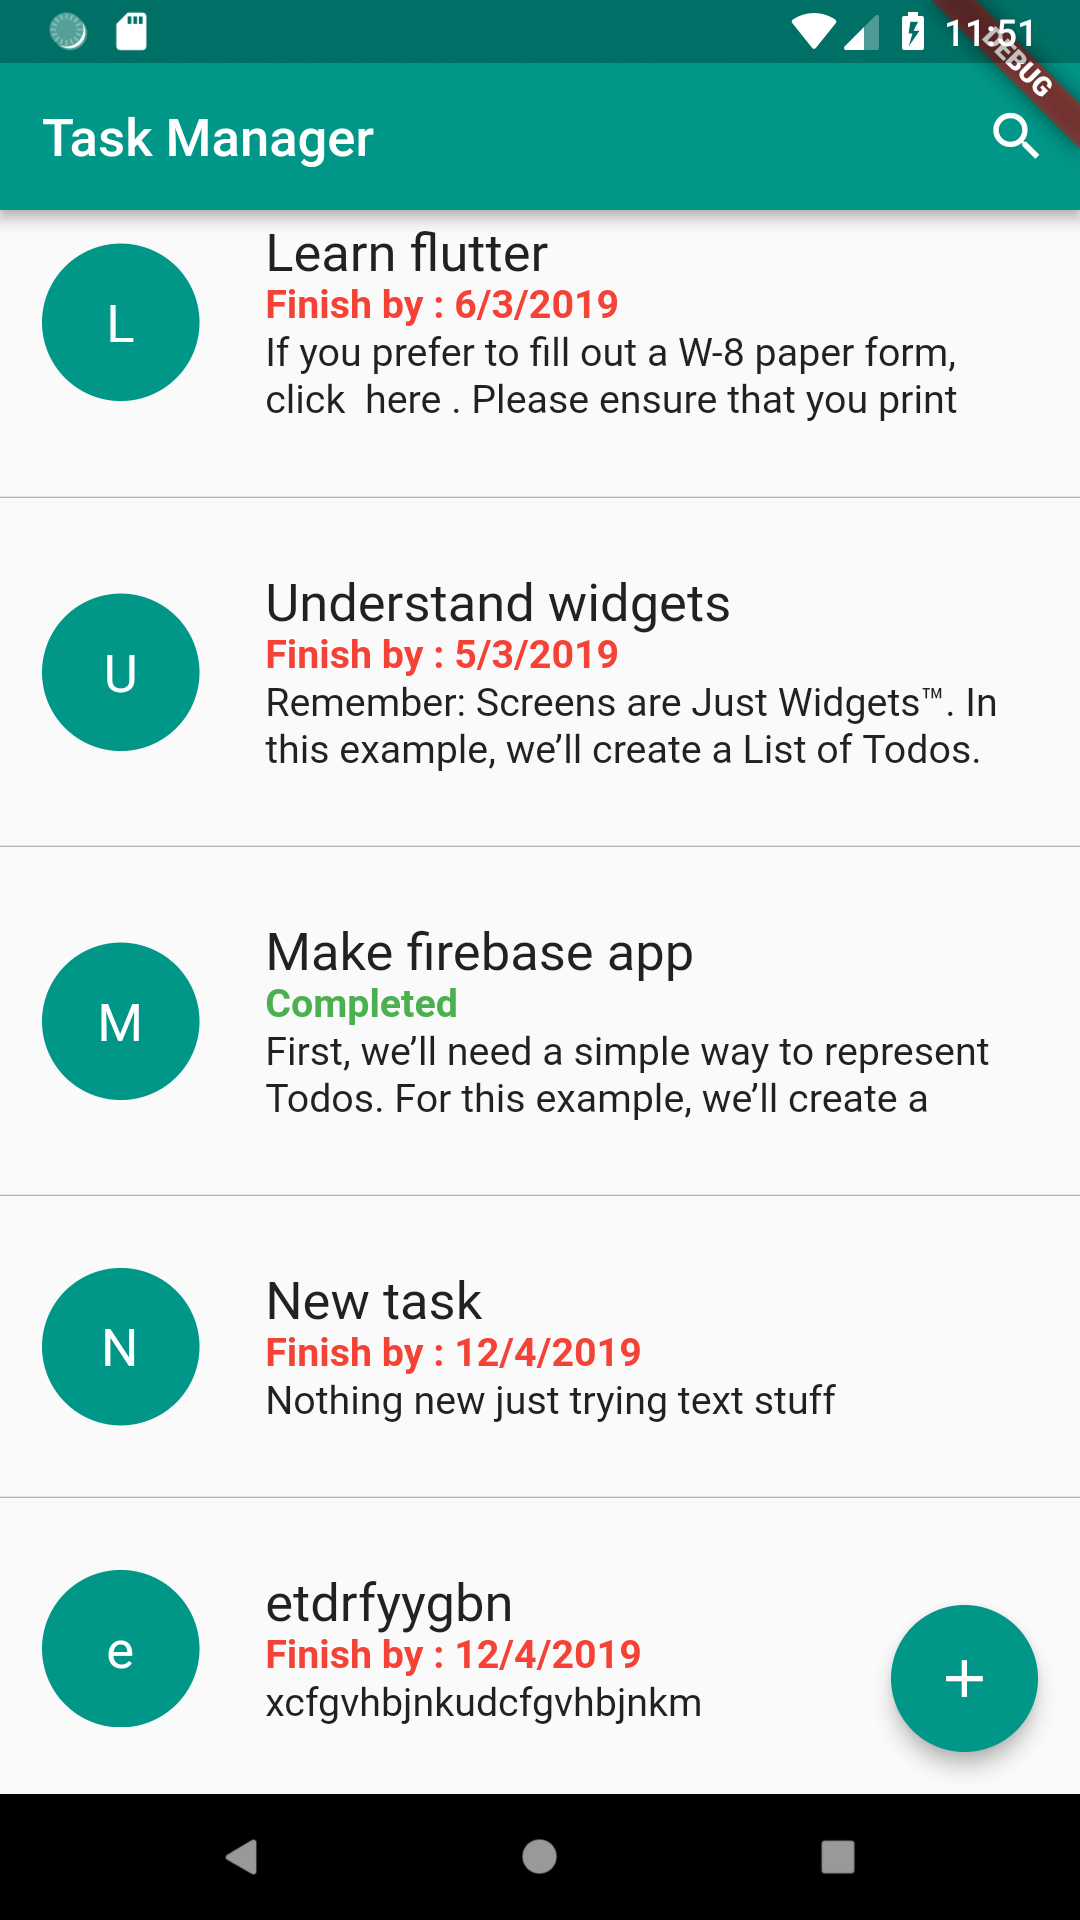 11:51
DEBUG
Task Manager
Learn flutter
L
Finish by : 6/3/2019
If you prefer to fill out a W-8 paper form,
click  here . Please ensure that you print
Understand widgets
U
Finish by : 5/3/2019
Remember: Screens are Just Widgets™. In
this example, we’ll create a List of Todos.
Make firebase app
M
Completed
First, we’ll need a simple way to represent
Todos. For this example, we’ll create a
New task
N
Finish by : 12/4/2019
Nothing new just trying text stuff
etdrfyygbn
e
Finish by : 12/4/2019
xcfgvhbjnkudcfgvhbjnkm
+